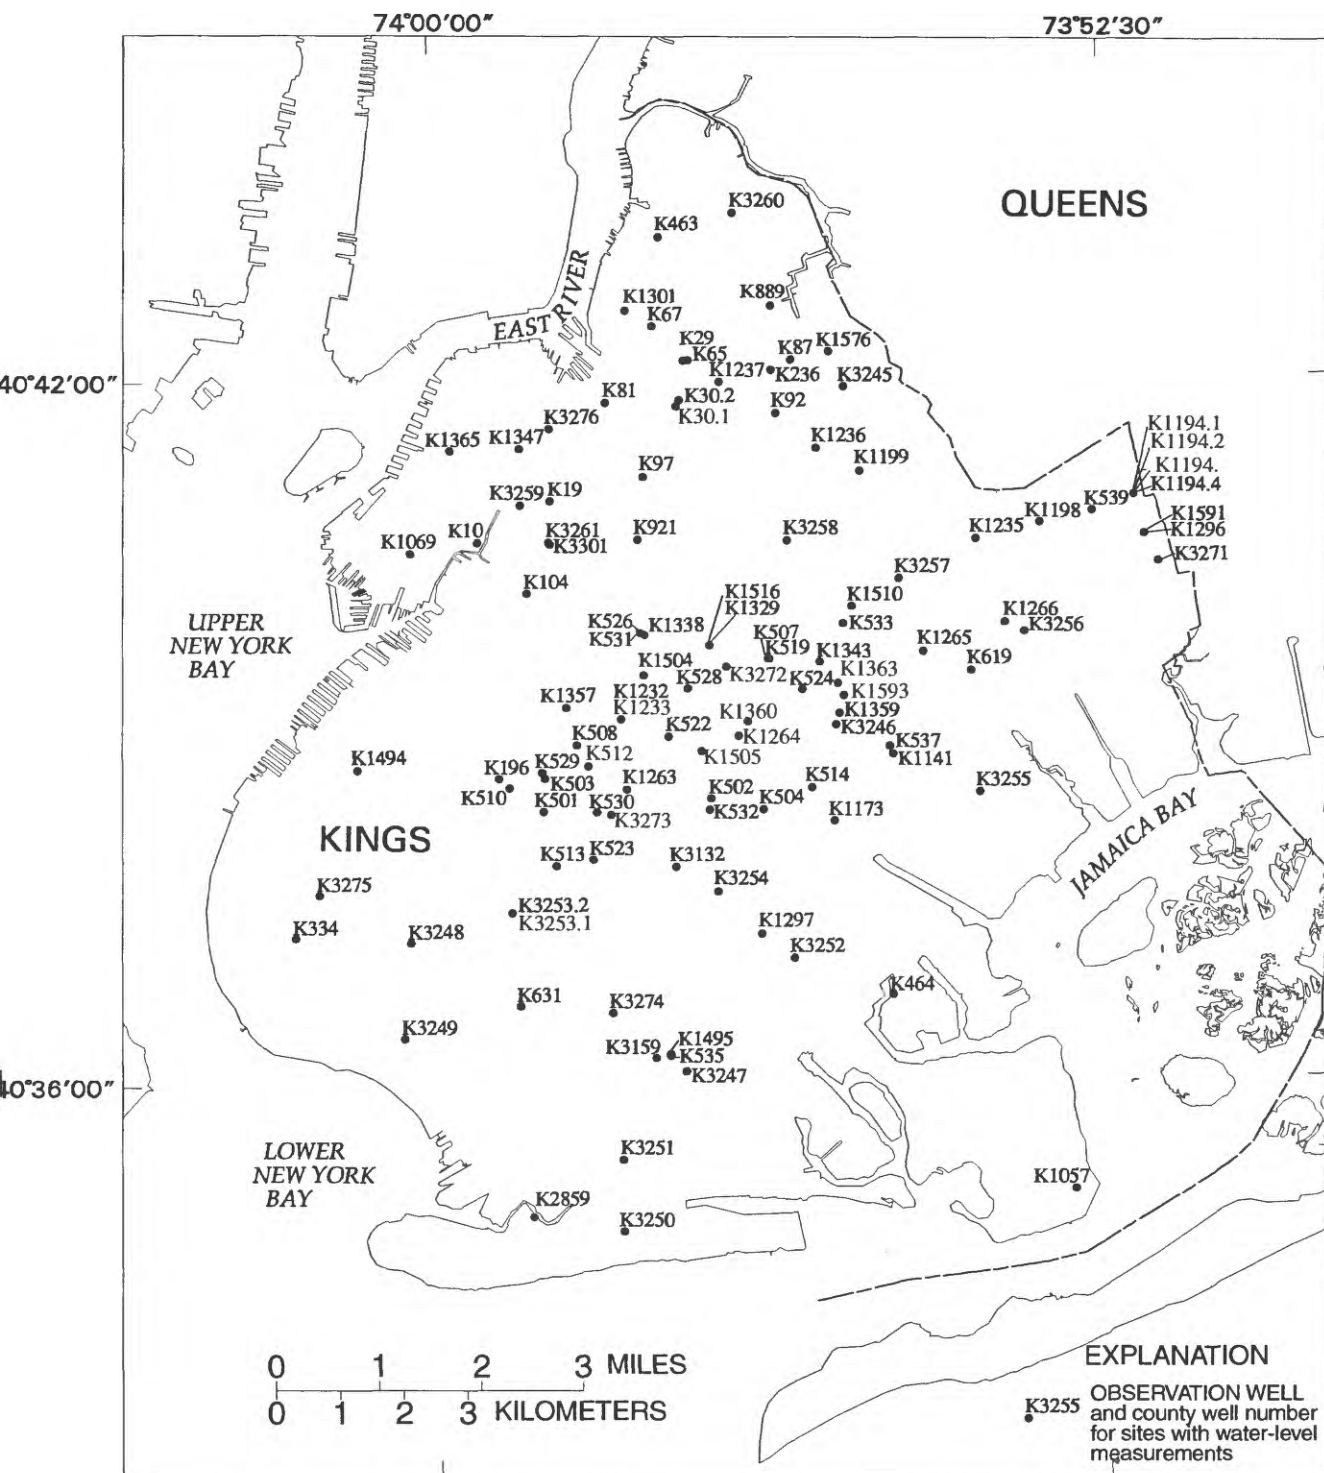 74°00'00"
73°52'30"
QUEENS
K3260
K463
EAST RIVER
K1301
K889
K67
K29
K65
K87
K1576
K1237
K236
K3245
40°42'00"
K81
K30.2
K30.1
K92
K3276
K1365
K1347
K1236
K1194.1
K1194.2
K1194.
K1194.4
K97
K1199
K3259
K19
K539
K1198
K1591
K1296
K10
K3261
K3301
K921
K3258
K1235
K1069
K3271
K104
K3257
K1516
K1329
K1510
UPPER
NEW YORK
BAY
K526
K531
K1338
K533
K1266
K3256
K507
K519
K1343
K1265
K619
K1504
K528
K3272
K524
K1363
K1357
K1232
K1233
K1593
K1359
K522
K1360
K1264
K3246
K508
K537
K1141
K1494
K512
K1505
K529
K196
K503
K1263
K514
K3255
K510
K501
K530
K3273
K502
K532
K504
K1173
KINGS
JAMAICA BAY
K513
K523
K3132
K3254
K3275
K3253.2
K3253.1
K334
K3248
K1297
K3252
K464
K631
K3274
K3249
K3159
K1495
K535
K3247
40°36'00"
LOWER
NEW YORK
BAY
K3251
K1057
K2859
K3250
0 1 2 3 MILES
0 1 2 3 KILOMETERS
EXPLANATION
K3255
OBSERVATION WELL
and county well number
for sites with water-level
measurements